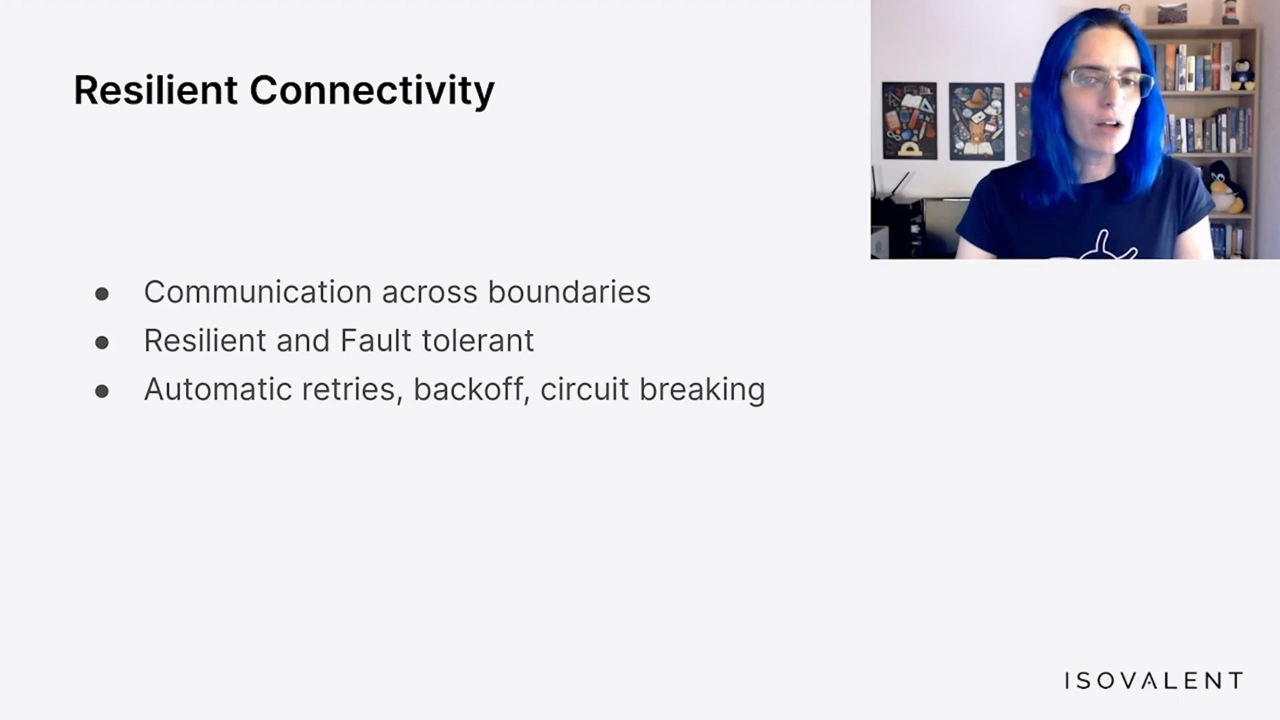 Resilient Connectivity
● Communication across boundaries
● Resilient and Fault tolerant
● Automatic retries, backoff, circuit breaking
ISOVALENT